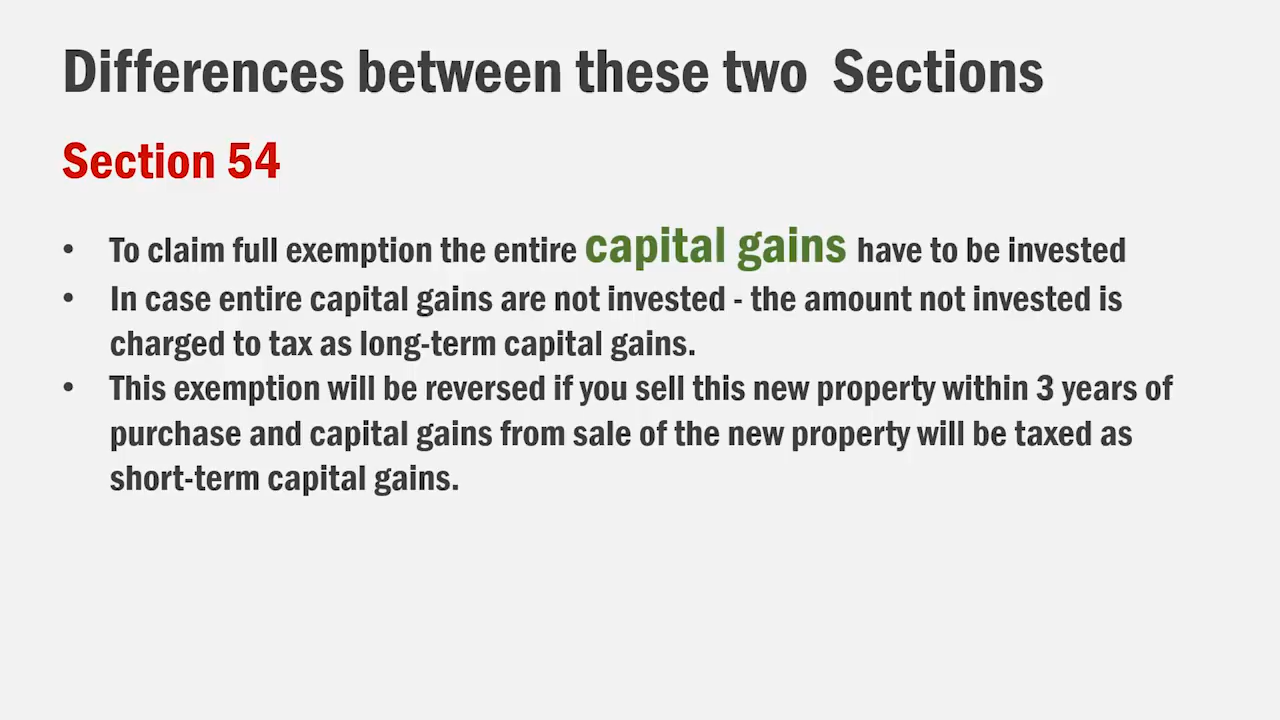 Differences between these two Sections
Section 54
• To claim full exemption the entire capital gains have to be invested
• In case entire capital gains are not invested - the amount not invested is
charged to tax as long-term capital gains.
• This exemption will be reversed if you sell this new property within 3 years of
purchase and capital gains from sale of the new property will be taxed as
short-term capital gains.